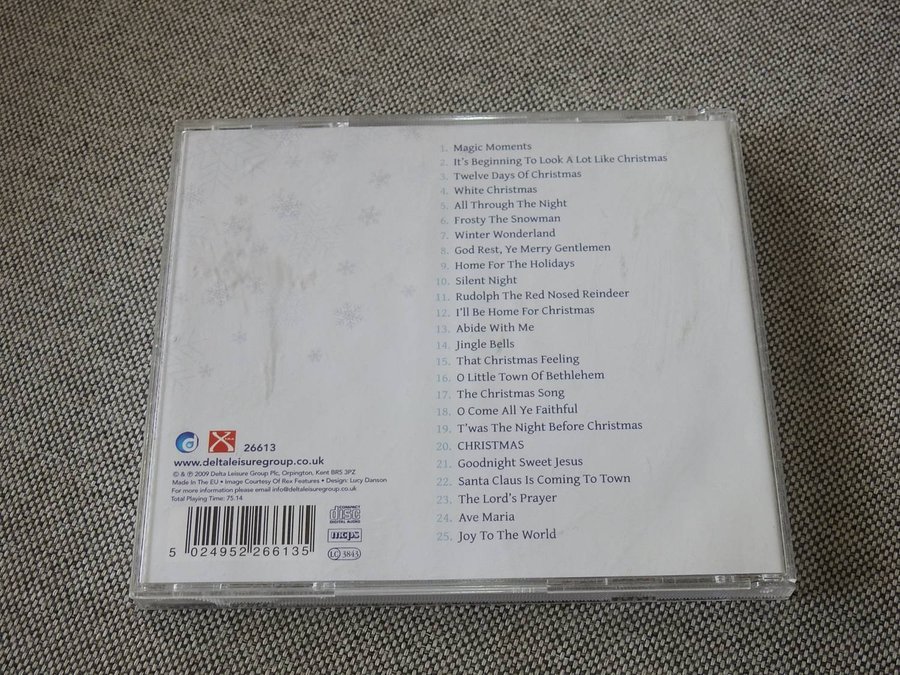 1. Magic Moments
2. It's Beginning To Look A Lot Like Christmas
3. Twelve Days Of Christmas
4. White Christmas
5. All Through The Night
6. Frosty The Snowman
7. Winter Wonderland
8. God Rest, Ye Merry Gentlemen
9. Home For The Holidays
10. Silent Night
11. Rudolph The Red Nosed Reindeer
12. I'll Be Home For Christmas
13. Abide With Me
14. Jingle Bells
15. That Christmas Feeling
16. O Little Town Of Bethlehem
17. The Christmas Song
18. O Come All Ye Faithful
19. T'was The Night Before Christmas
20. CHRISTMAS
21. Goodnight Sweet Jesus
22. Santa Claus Is Coming To Town
23. The Lord's Prayer
24. Ave Maria
25. Joy To The World
26613
www.deltaleisuregroup.co.uk
© & ℗ 2009 Delta Leisure Group Plc, Orpington, Kent BR5 3PZ
Made In The EU • Image Courtesy Of Rex Features • Design: Lucy Danson
For more information please email info@deltaleisuregroup.co.uk
Total Playing Time: 75.14
COMPACT
disc
DIGITAL AUDIO
mcps
LC 3843
5 024952 266135